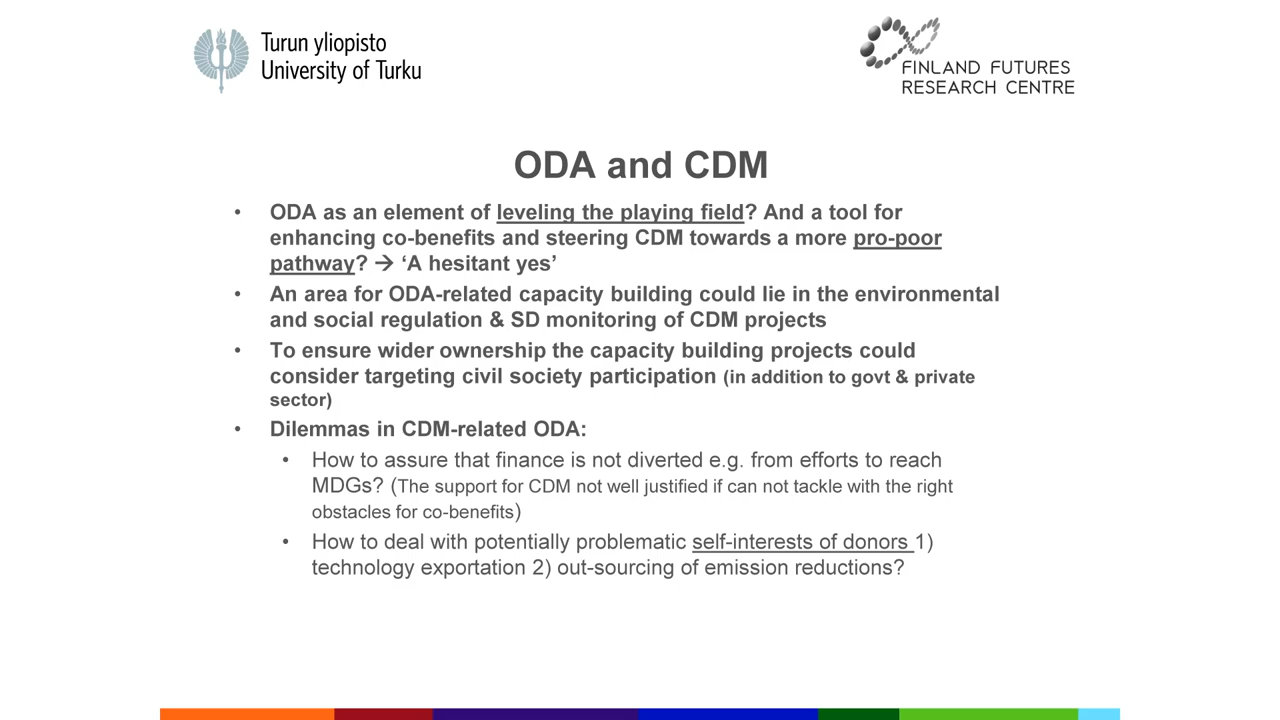 Turun yliopisto
University of Turku
FINLAND FUTURES
RESEARCH CENTRE
ODA and CDM
• ODA as an element of leveling the playing field? And a tool for
enhancing co-benefits and steering CDM towards a more pro-poor
pathway? → ‘A hesitant yes’
• An area for ODA-related capacity building could lie in the environmental
and social regulation & SD monitoring of CDM projects
• To ensure wider ownership the capacity building projects could
consider targeting civil society participation (in addition to govt & private
sector)
• Dilemmas in CDM-related ODA:
• How to assure that finance is not diverted e.g. from efforts to reach
MDGs? (The support for CDM not well justified if can not tackle with the right
obstacles for co-benefits)
• How to deal with potentially problematic self-interests of donors 1)
technology exportation 2) out-sourcing of emission reductions?